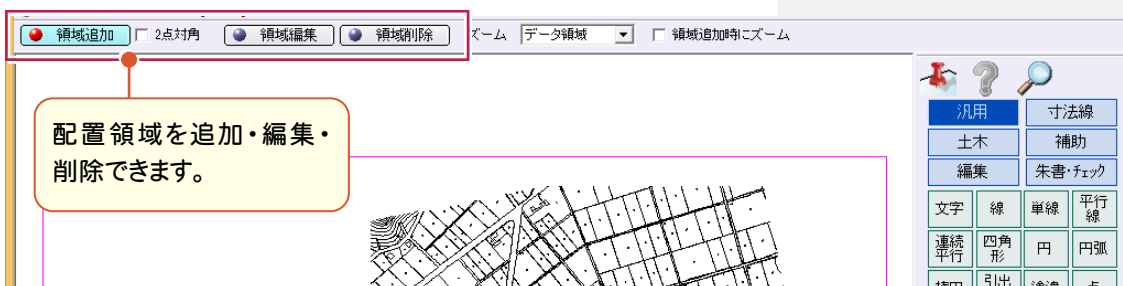 領域追加 2点対角 領域編集 領域削除 ズーム データ領域 領域追加時にズーム
配置領域を追加・編集・
削除できます。
汎用 寸法線
土木 補助
編集 朱書・チェック
文字 線 単線 平行線
連続平行 四角形 円 円弧
引出 点